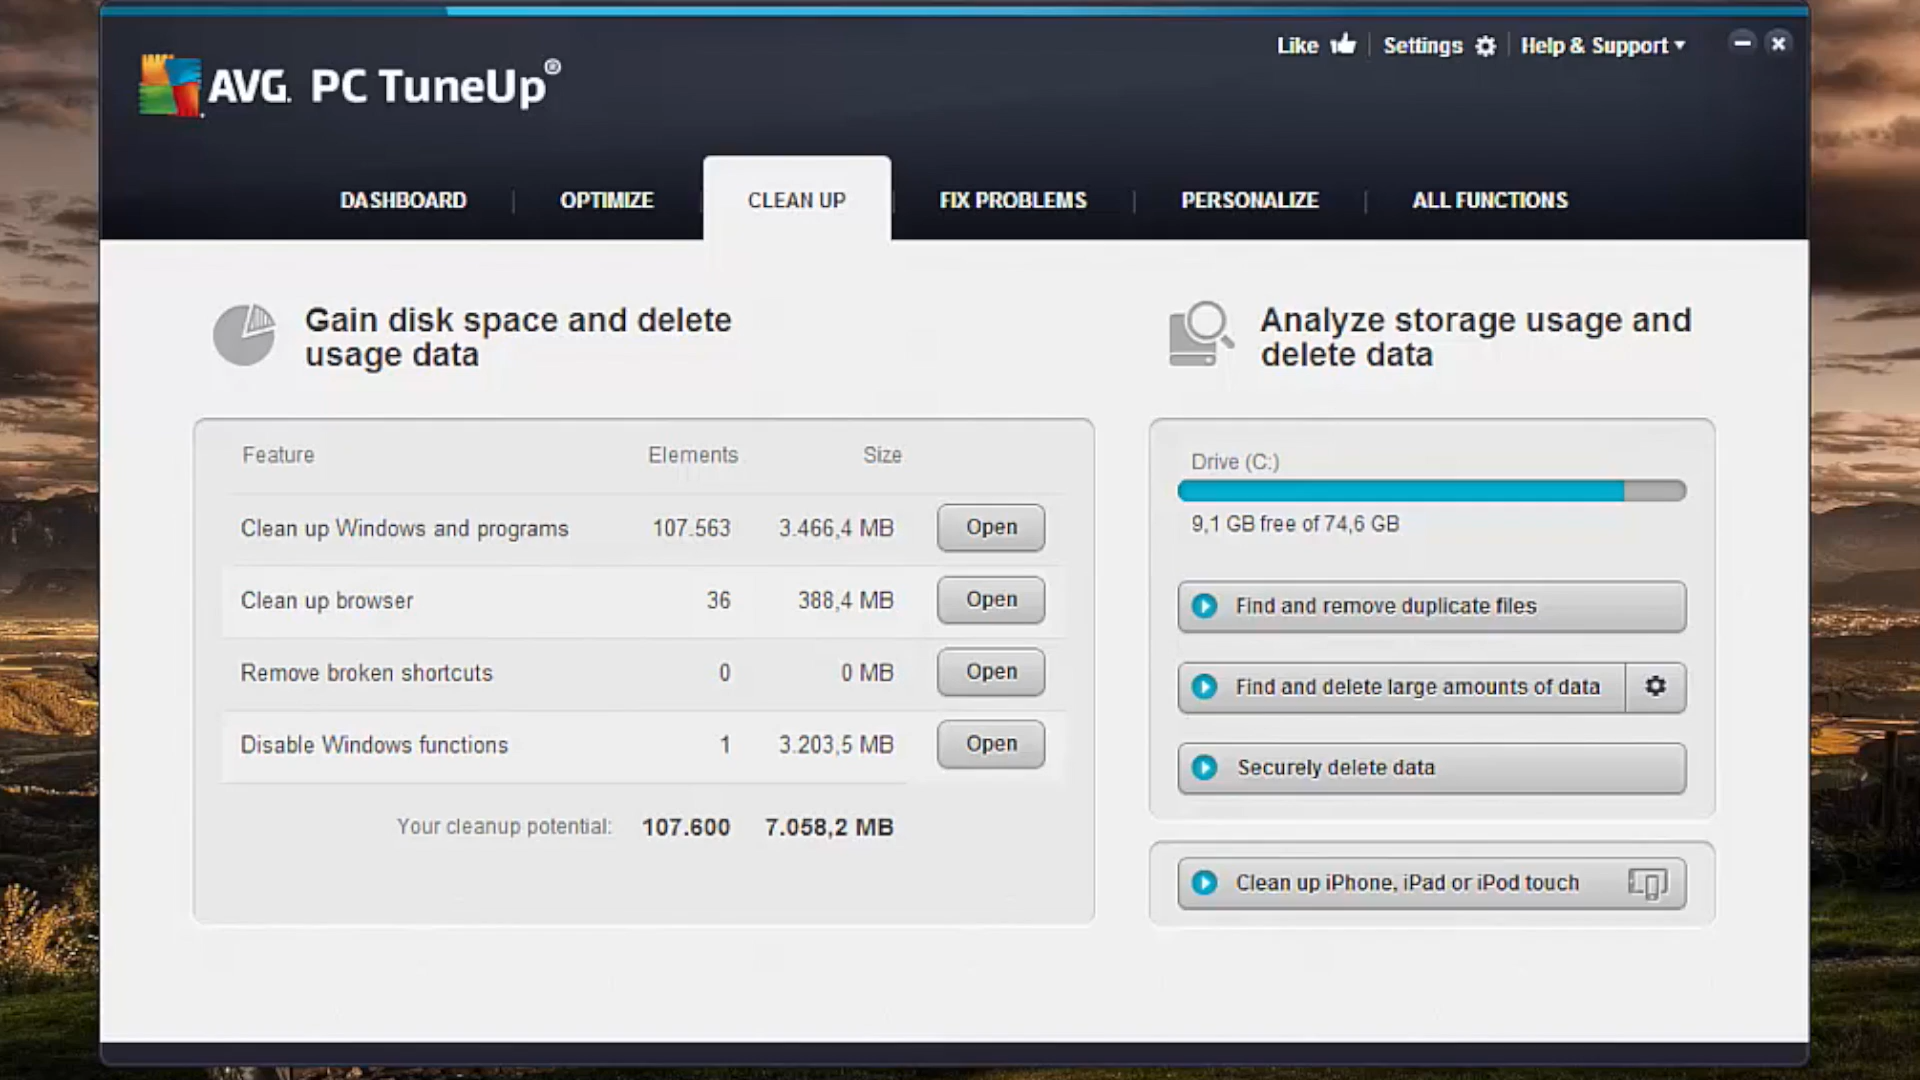 Like Settings Help & Support
AVG. PC TuneUp®
DASHBOARD OPTIMIZE CLEAN UP FIX PROBLEMS PERSONALIZE ALL FUNCTIONS
Gain disk space and delete
usage data
Feature Elements Size
Clean up Windows and programs 107.563 3.466,4 MB Open
Clean up browser 36 388,4 MB Open
Remove broken shortcuts 0 0 MB Open
Disable Windows functions 1 3.203,5 MB Open
Your cleanup potential: 107.600 7.058,2 MB
Analyze storage usage and
delete data
Drive (C:)
9,1 GB free of 74,6 GB
Find and remove duplicate files
Find and delete large amounts of data
Securely delete data
Clean up iPhone, iPad or iPod touch